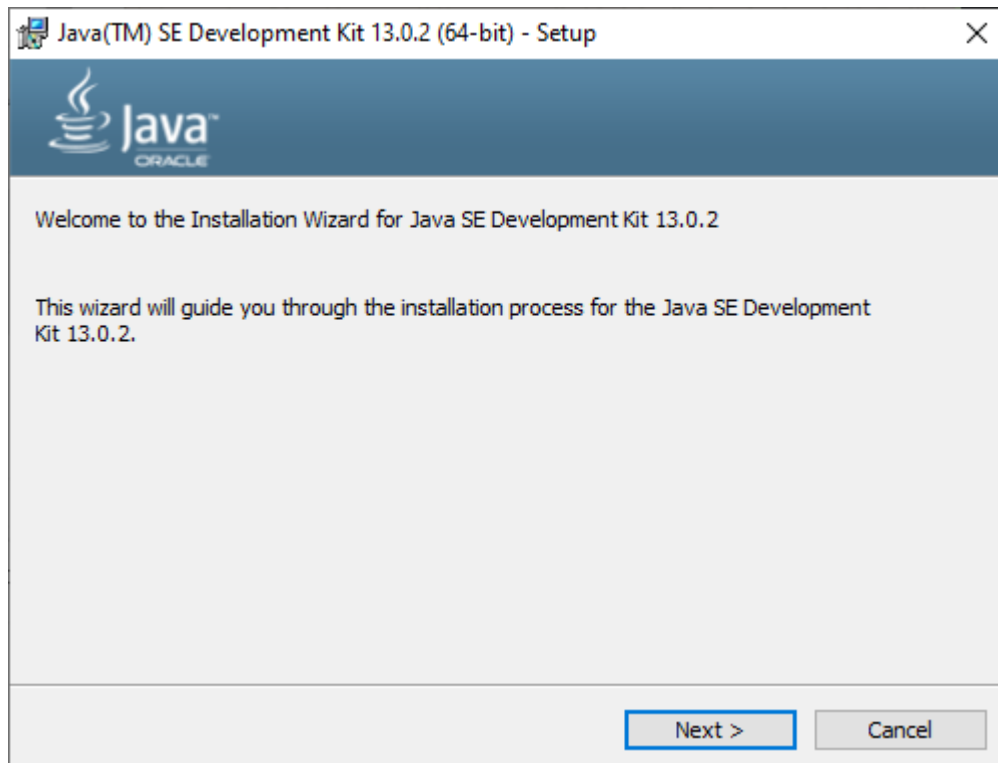 Java(TM) SE Development Kit 13.0.2 (64-bit) - Setup
Java™
ORACLE
Welcome to the Installation Wizard for Java SE Development Kit 13.0.2
This wizard will guide you through the installation process for the Java SE Development
Kit 13.0.2.
Next >
Cancel